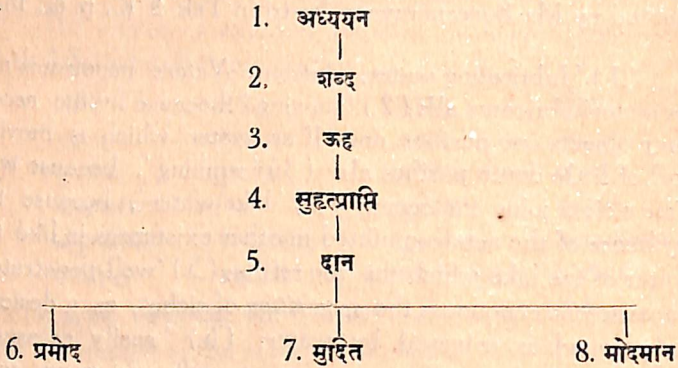 1. अध्ययन
2. शब्द
3. ऊह
4. सुहृत्प्राप्ति
5. दान
6. प्रमोद 7. मुदित 8. मोदमान